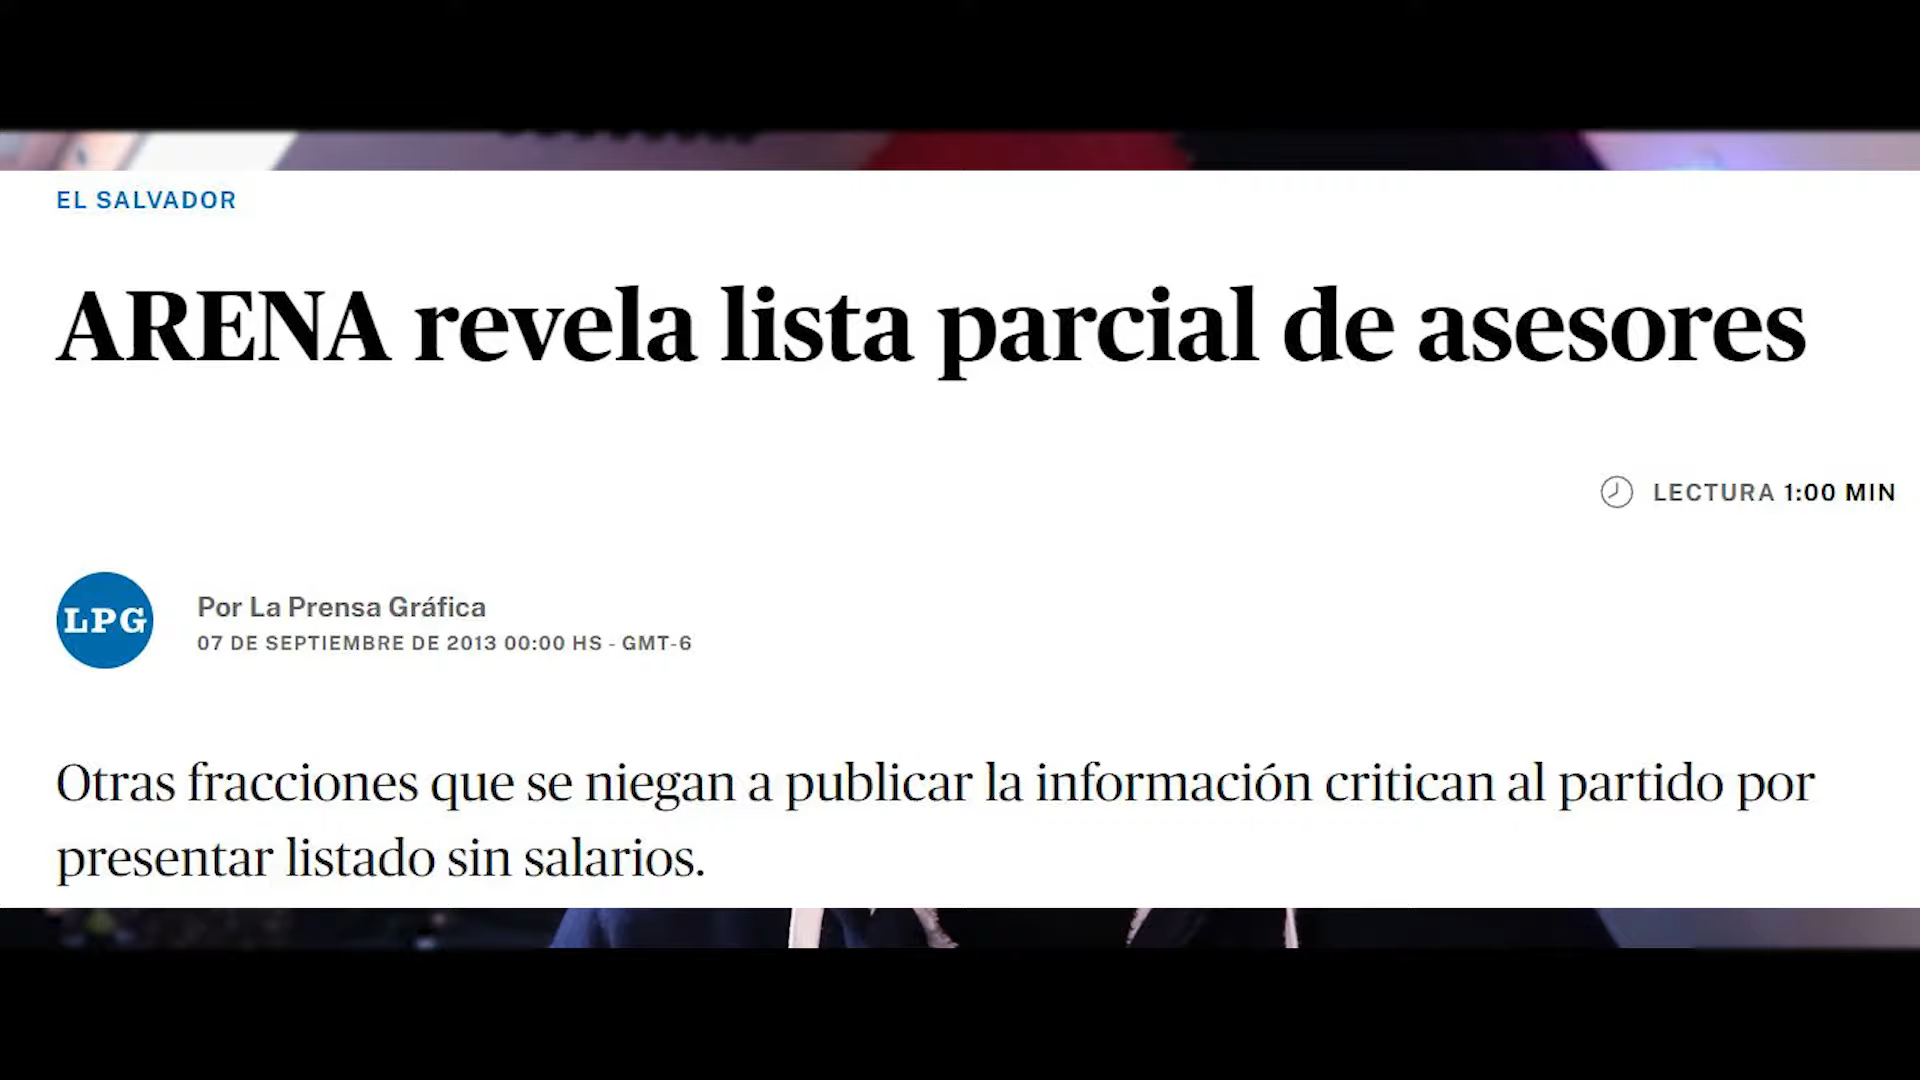 EL SALVADOR
ARENA revela lista parcial de asesores
LECTURA 1:00 MIN
LPG
Por La Prensa Gráfica
07 DE SEPTIEMBRE DE 2013 00:00 HS - GMT-6
Otras fracciones que se niegan a publicar la información critican al partido por
presentar listado sin salarios.